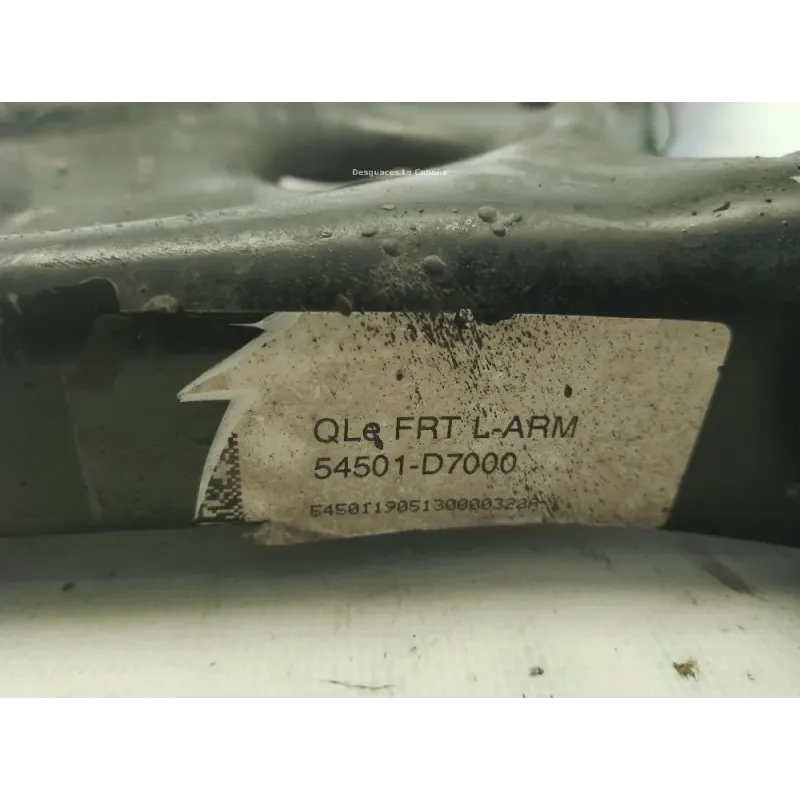 Desguaces La Cabaña
QLe FRT L-ARM
54501-D7000
545011905130000322A